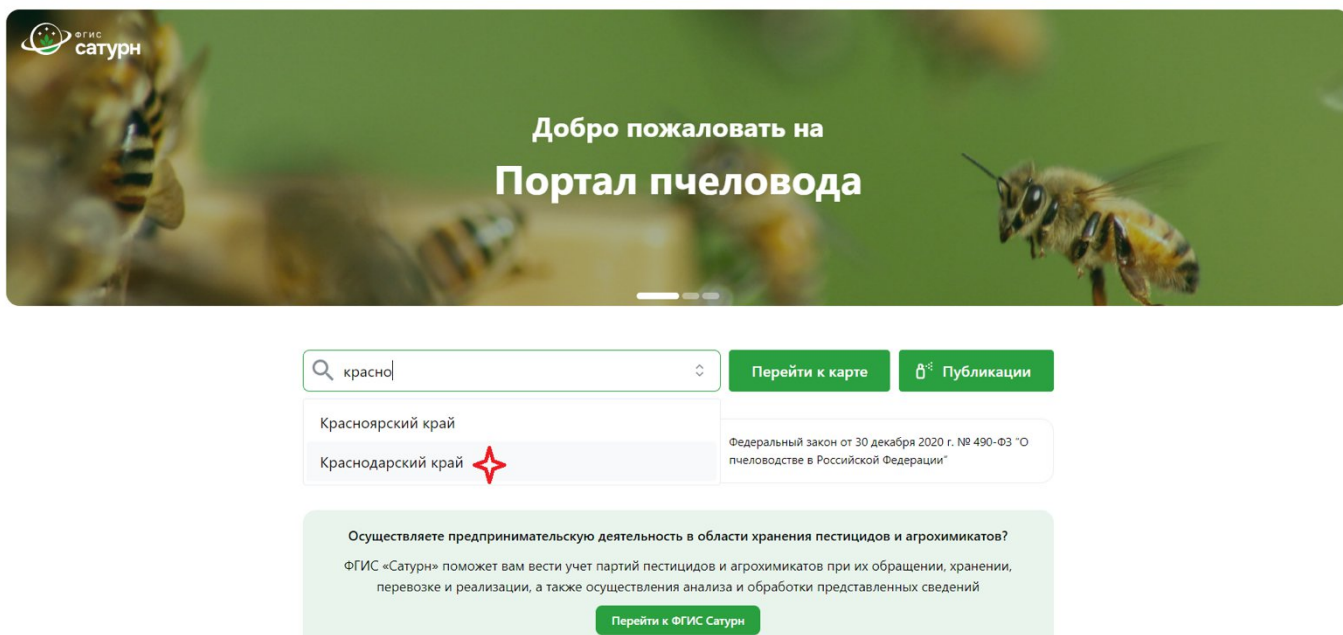 ФГИС
сатурн
Добро пожаловать на
Портал пчеловода
красно
Перейти к карте
Публикации
Красноярский край
Краснодарский край
Федеральный закон от 30 декабря 2020 г. № 490-ФЗ "О
пчеловодстве в Российской Федерации"
Осуществляете предпринимательскую деятельность в области хранения пестицидов и агрохимикатов?
ФГИС «Сатурн» поможет вам вести учет партий пестицидов и агрохимикатов при их обращении, хранении,
перевозке и реализации, а также осуществления анализа и обработки представленных сведений
Перейти к ФГИС Сатурн